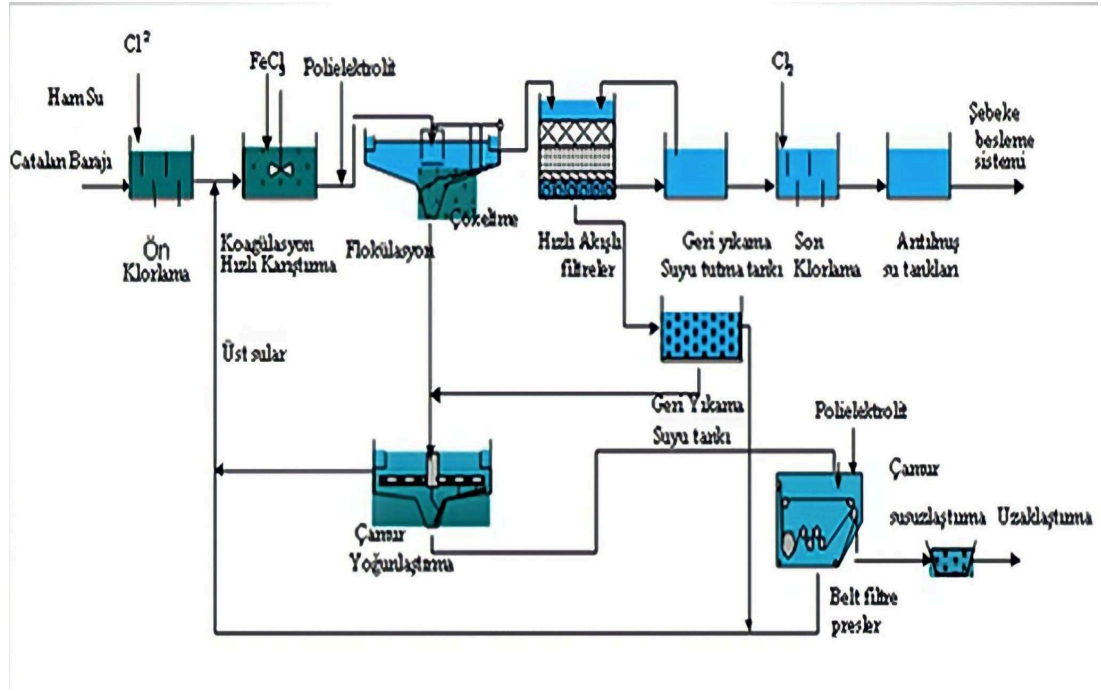 Cl²
FeCl₃
Polielektrolit
Cl₂
Ham Su
Catalan Barajı
Şebeke
besleme
sistemi
Çökelme
Ön
Klorlama
Koagülasyon
Hızlı Karıştıma
Flokülasyon
Hızlı Akışlı
filtreler
Geri yıkama
Suyu tutma tankı
Son
Klorlama
Arıtılmış
su tankları
Üst sular
Geri Yıkama
Suyu tankı
Polielektrolit
Çamur
susuzlaştırma
Uzaklaştırma
Çamur
Yoğunlaştırma
Belt filtre
presler